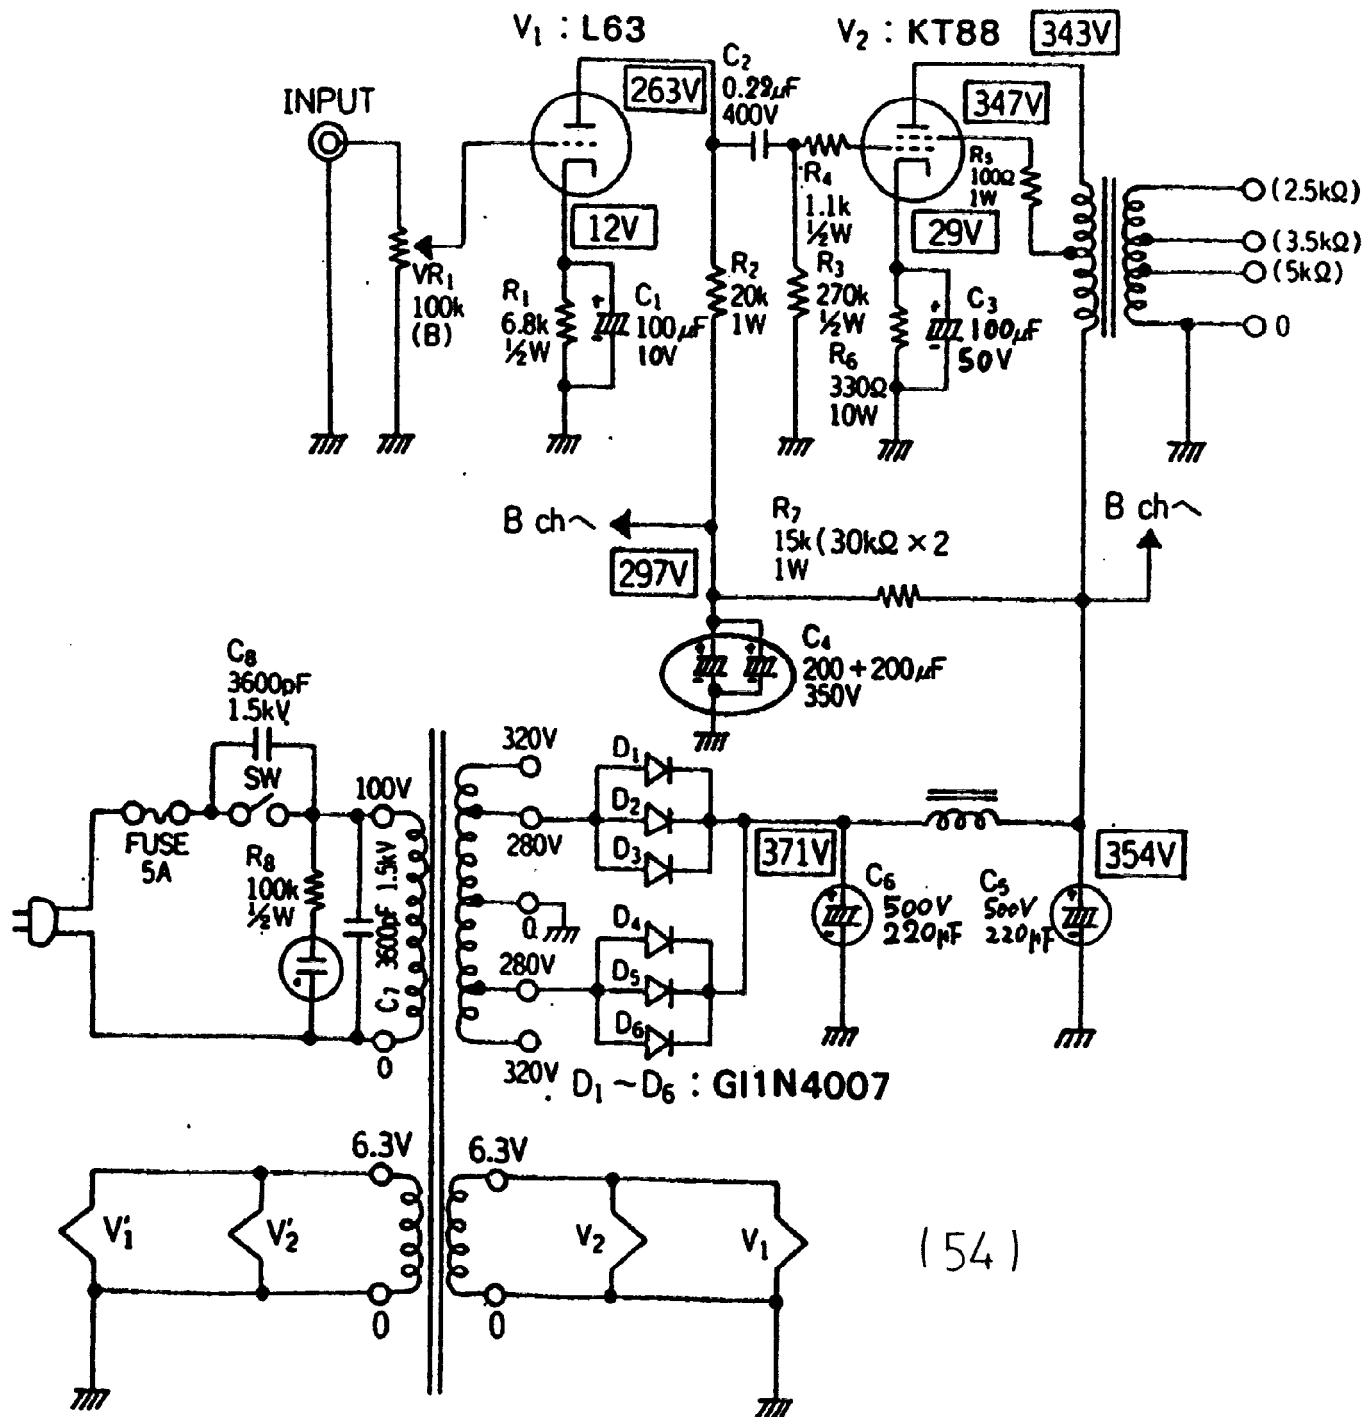 V1 : L63
V2 : KT88
343V
INPUT
263V
C2
0.22μF
400V
347V
R5
100Ω
1W
R4
1.1k
½W
12V
29V
(2.5kΩ)
(3.5kΩ)
(5kΩ)
0
VR1
100k
(B)
R1
6.8k
½W
C1
100μF
10V
R2
20k
1W
R3
270k
½W
C3
100μF
50V
R6
330Ω
10W
B ch へ
R7
15k (30kΩ × 2
1W
B ch へ
297V
C4
200 + 200μF
350V
C8
3600pF
1.5kV
SW
FUSE
5A
R8
100k
½W
100V
C7 3600pF 1.5kV
0
320V
280V
0
280V
320V
D1
D2
D3
D4
D5
D6
371V
354V
C6
500V
220μF
C5
500V
220μF
D1 ~ D6 : GI1N4007
6.3V
6.3V
V'1
V'2
V2
V1
0
0
(54)